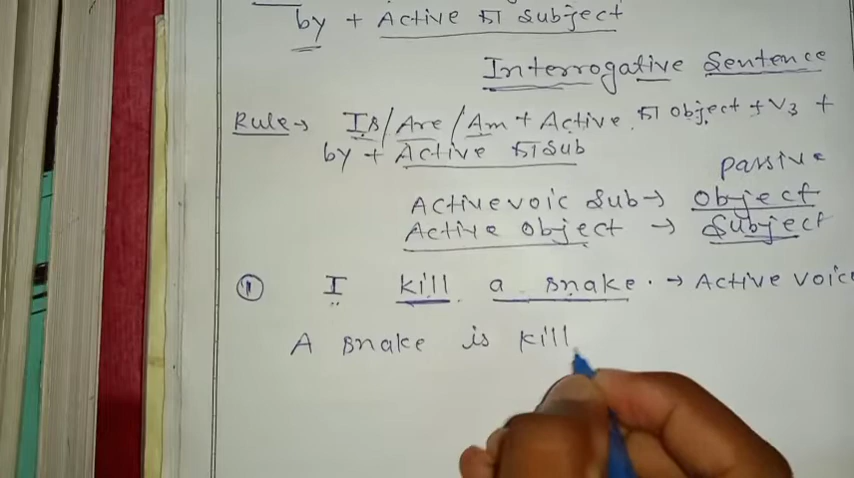 by + Active का Subject
Interrogative Sentence
Rule→ Is/Are/Am + Active का Object + V3 +
by + Active का Sub
passive
Active voic Sub → Object
Active Object → Subject
① I kill a snake. → Active voice
A snake is kill